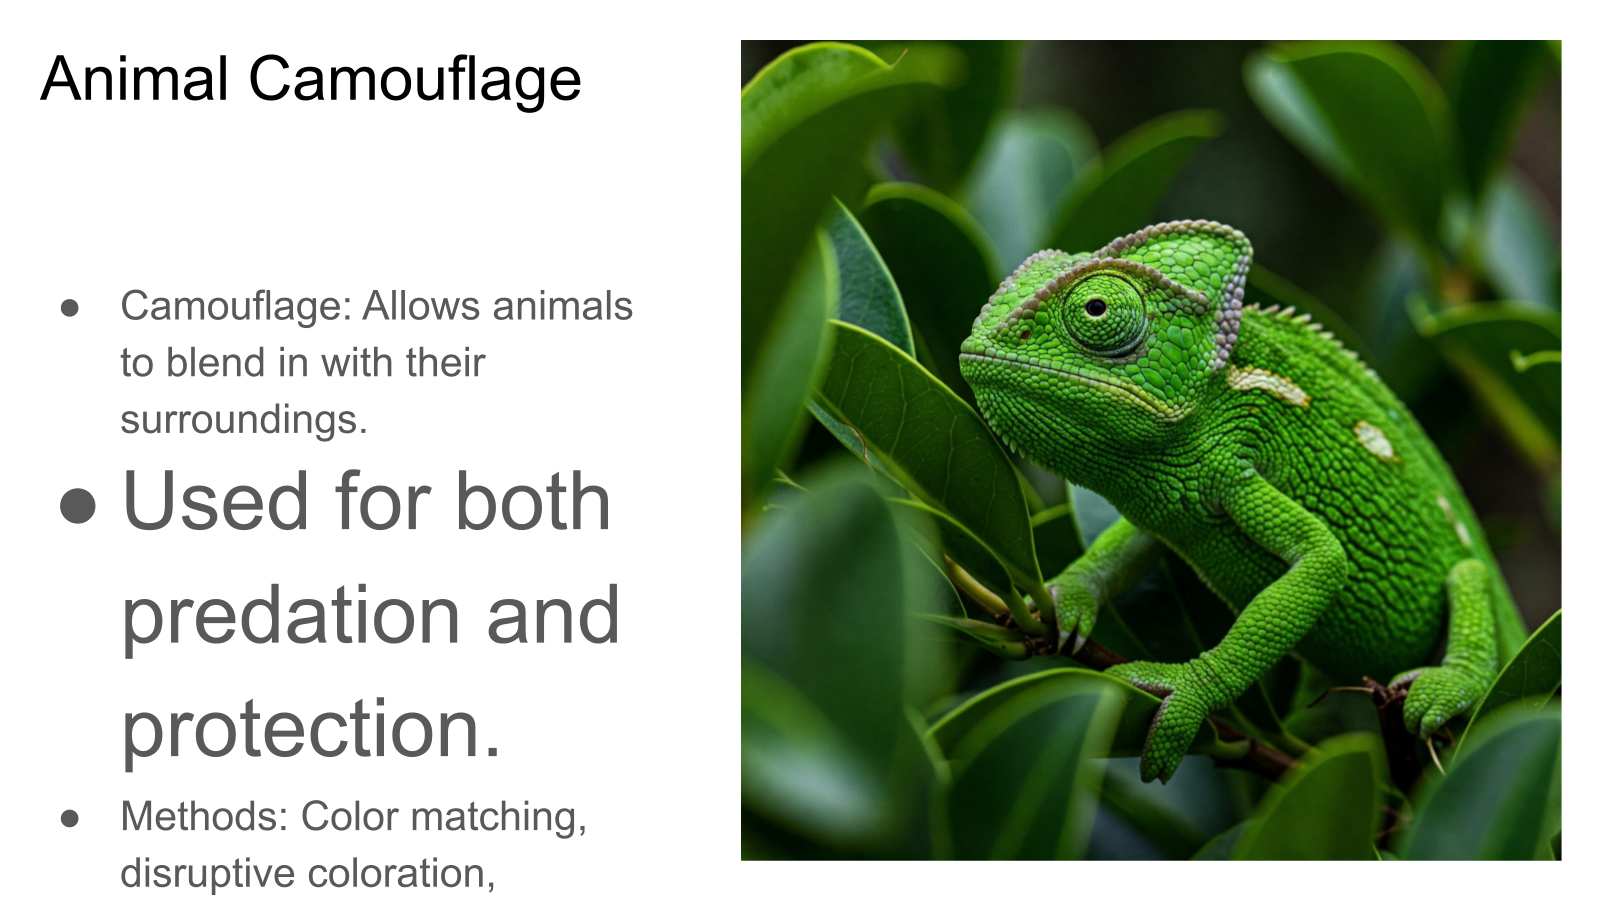 Animal Camouflage
● Camouflage: Allows animals
to blend in with their
surroundings.
● Used for both
predation and
protection.
● Methods: Color matching,
disruptive coloration,